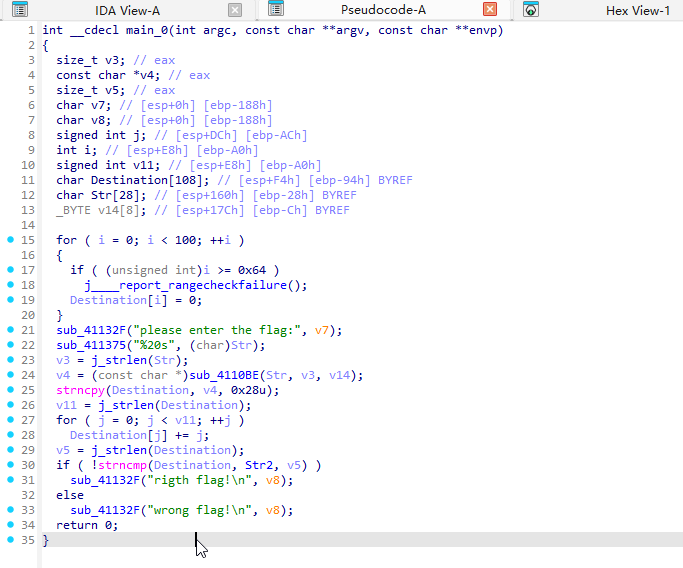 IDA View-A Pseudocode-A Hex View-1
1 int __cdecl main_0(int argc, const char **argv, const char **envp)
2 {
3 size_t v3; // eax
4 const char *v4; // eax
5 size_t v5; // eax
6 char v7; // [esp+0h] [ebp-188h]
7 char v8; // [esp+0h] [ebp-188h]
8 signed int j; // [esp+DCh] [ebp-ACh]
9 int i; // [esp+E8h] [ebp-A0h]
10 signed int v11; // [esp+E8h] [ebp-A0h]
11 char Destination[108]; // [esp+F4h] [ebp-94h] BYREF
12 char Str[28]; // [esp+160h] [ebp-28h] BYREF
13 _BYTE v14[8]; // [esp+17Ch] [ebp-Ch] BYREF
14
15 for ( i = 0; i < 100; ++i )
16 {
17 if ( (unsigned int)i >= 0x64 )
18 j____report_rangecheckfailure();
19 Destination[i] = 0;
20 }
21 sub_41132F("please enter the flag:", v7);
22 sub_411375("%20s", (char)Str);
23 v3 = j_strlen(Str);
24 v4 = (const char *)sub_4110BE(Str, v3, v14);
25 strncpy(Destination, v4, 0x28u);
26 v11 = j_strlen(Destination);
27 for ( j = 0; j < v11; ++j )
28 Destination[j] += j;
29 v5 = j_strlen(Destination);
30 if ( !strncmp(Destination, Str2, v5) )
31 sub_41132F("rigth flag!\n", v8);
32 else
33 sub_41132F("wrong flag!\n", v8);
34 return 0;
35 }